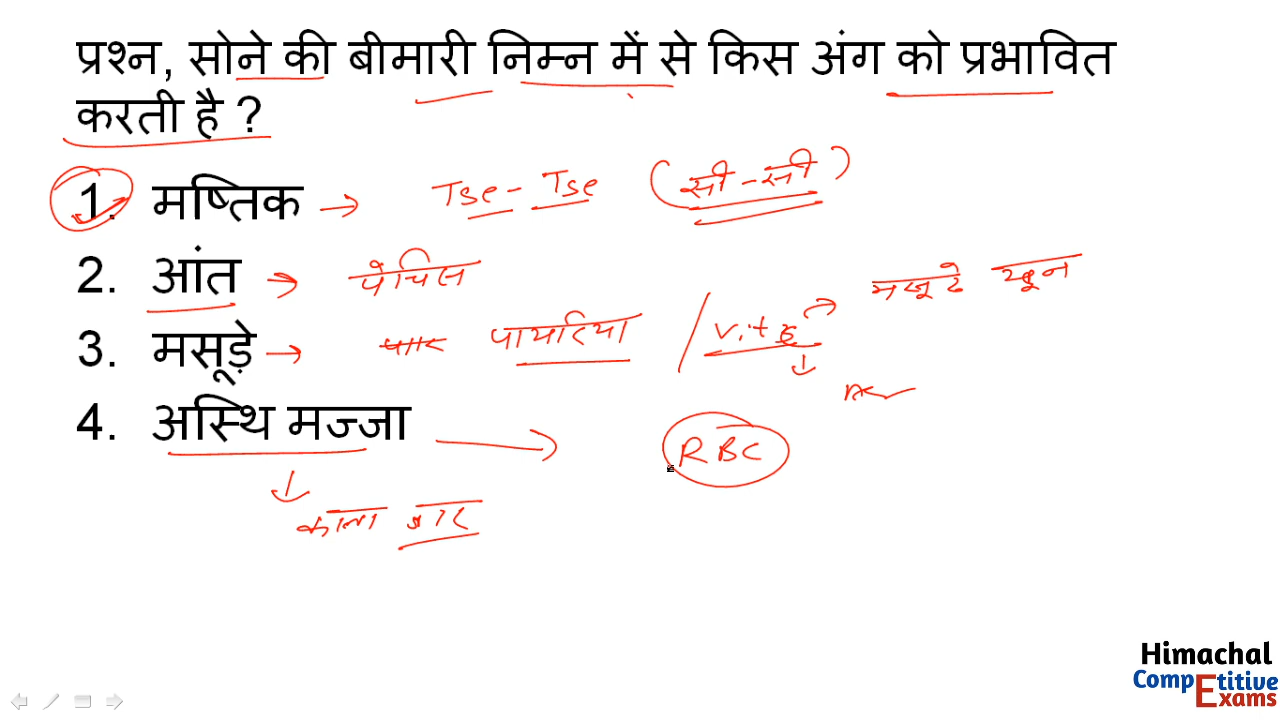 प्रश्न, सोने की बीमारी निम्न में से किस अंग को प्रभावित
करती है ?
1. मष्तिक → Tse - Tse (सी - सी)
2. आंत → पेचिस
3. मसूड़े → पायरिया / Vit
खून
4. अस्थि मज्जा → RBC
काला जार
Himachal
Competitive
Exams